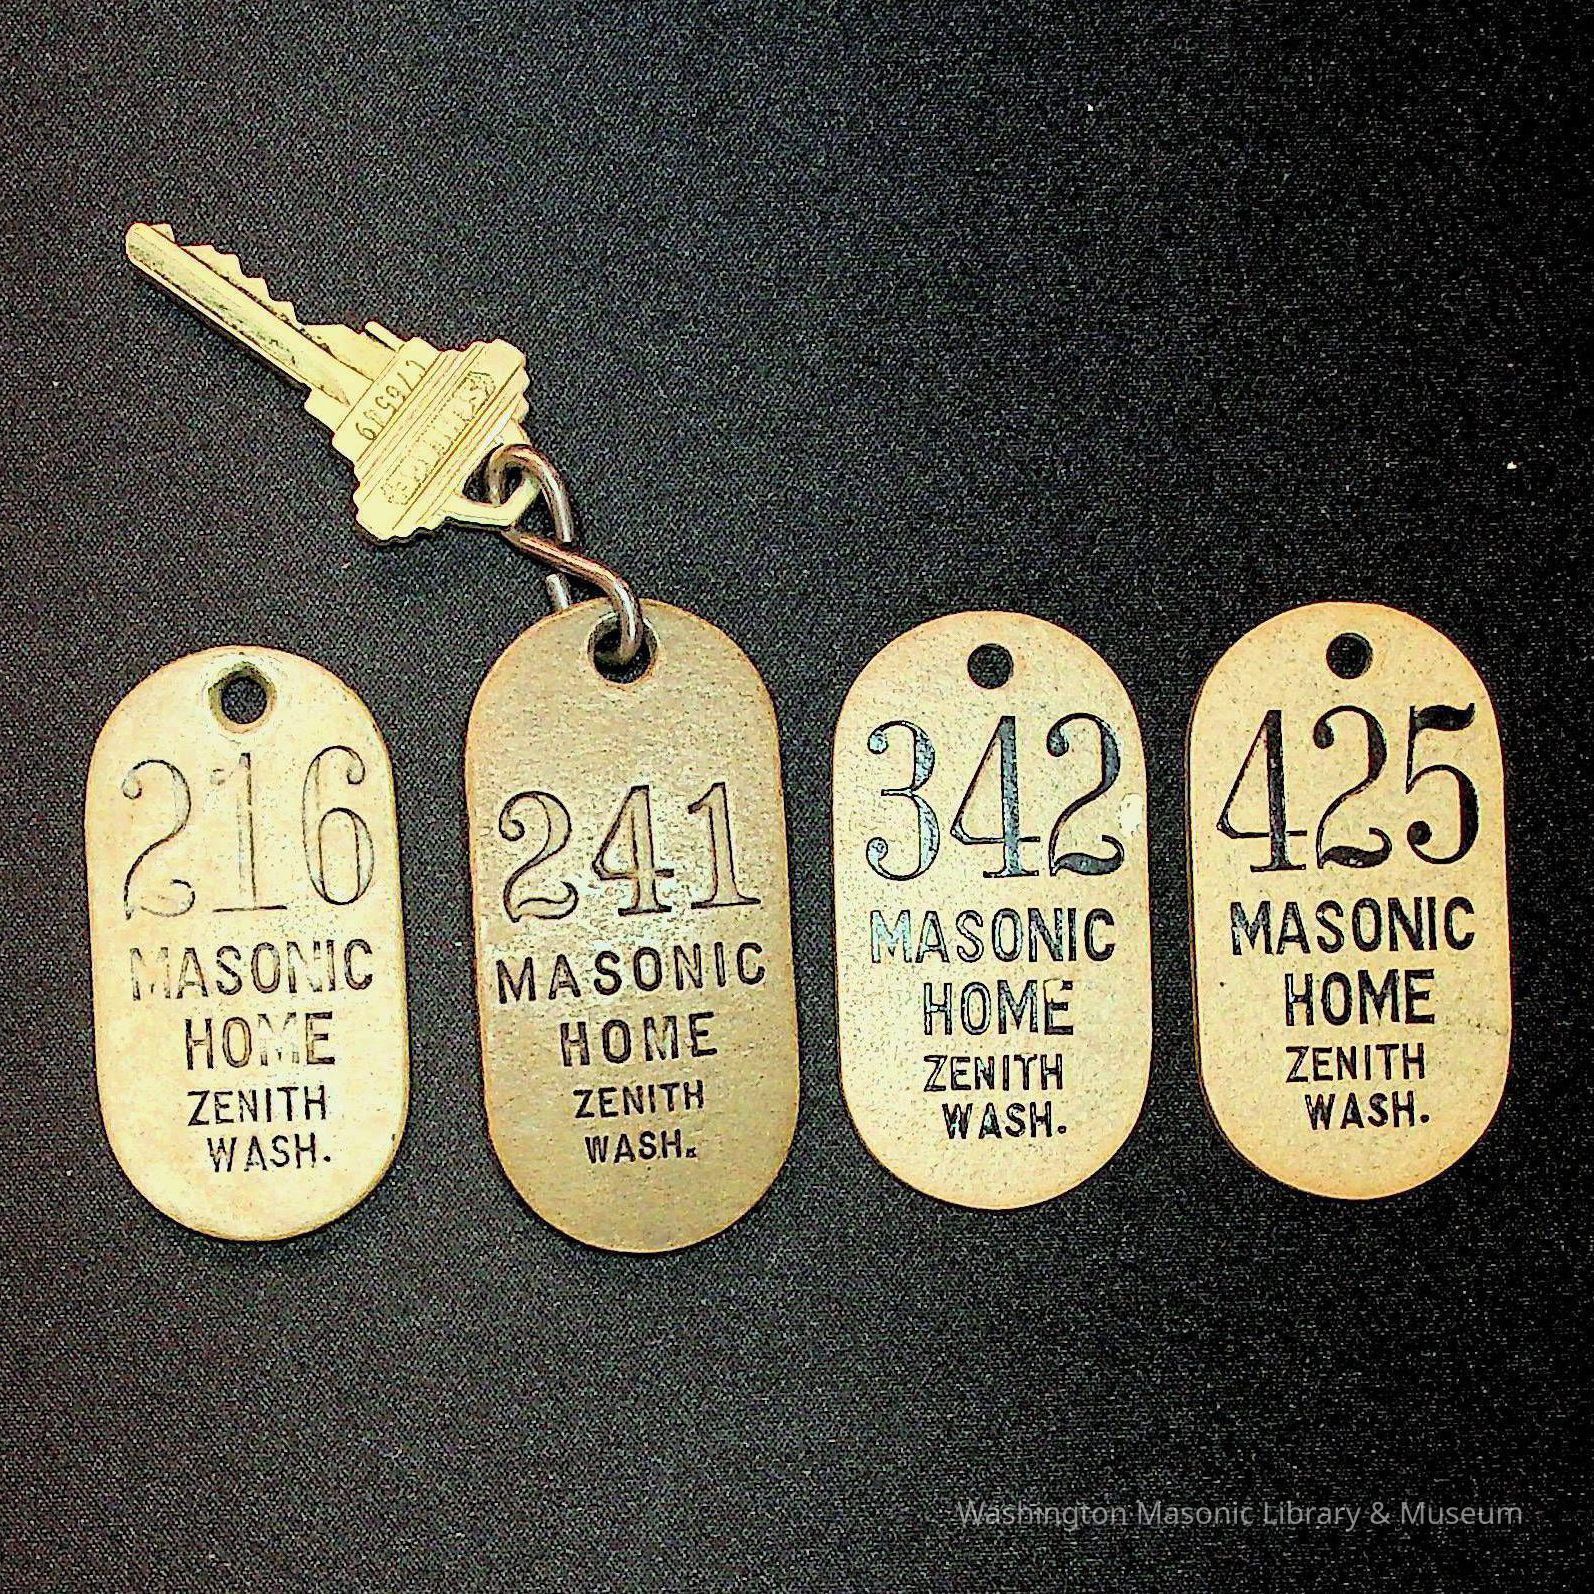 216
MASONIC
HOME
ZENITH
WASH.
241
MASONIC
HOME
ZENITH
WASH.
342
MASONIC
HOME
ZENITH
WASH.
425
MASONIC
HOME
ZENITH
WASH.
Washington Masonic Library & Museum